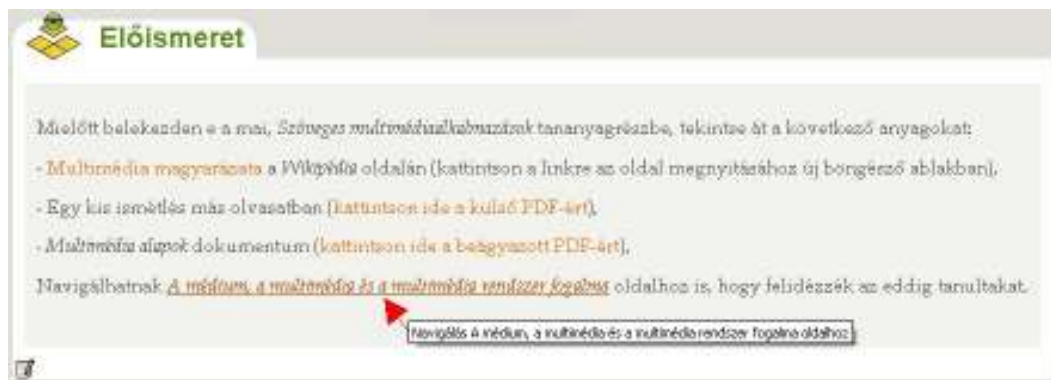 Előismeret
Mielőtt belekezden e a mai, Szöveges multimédiaalkalmazások tananyagrészbe, tekintse át a következő anyagokat:
- Multimédia magyarázata a Wikipédia oldalán (kattintson a linkre az oldal megnyitásához új böngésző ablakban),
- Egy kis ismétlés más olvasatban (kattintson ide a külső PDF-ért),
- Multimédia alapok dokumentum (kattintson ide a beágyazott PDF-ért),
Navigálhatnak A médium, a multimédia és a multimédia rendszer fogalma oldalhoz is, hogy felidézzék az eddig tanultakat.
Navigálás A médium, a multimédia és a multimédia rendszer fogalma oldalhoz